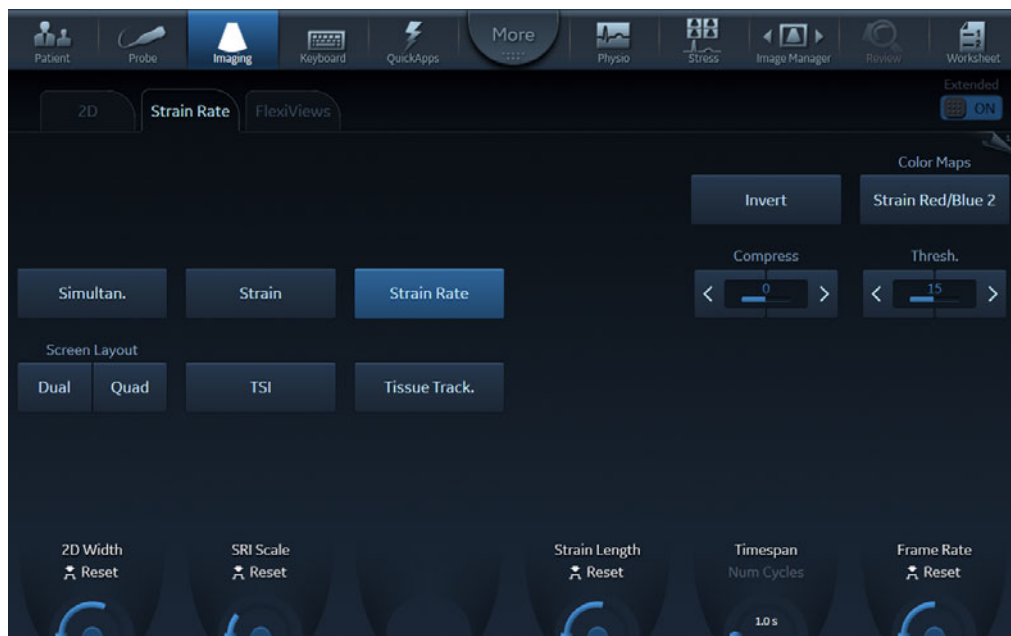 More
Patient Probe Imaging Keyboard QuickApps Physio Stress Image Manager Review Worksheet
Extended
2D Strain Rate FlexiViews ON
Color Maps
Invert Strain Red/Blue 2
Compress Thresh.
Simultan. Strain Strain Rate 0 15
Screen Layout
Dual Quad TSI Tissue Track.
2D Width SRI Scale Strain Length Timespan Frame Rate
Reset Reset Reset Num Cycles Reset
1.0 s